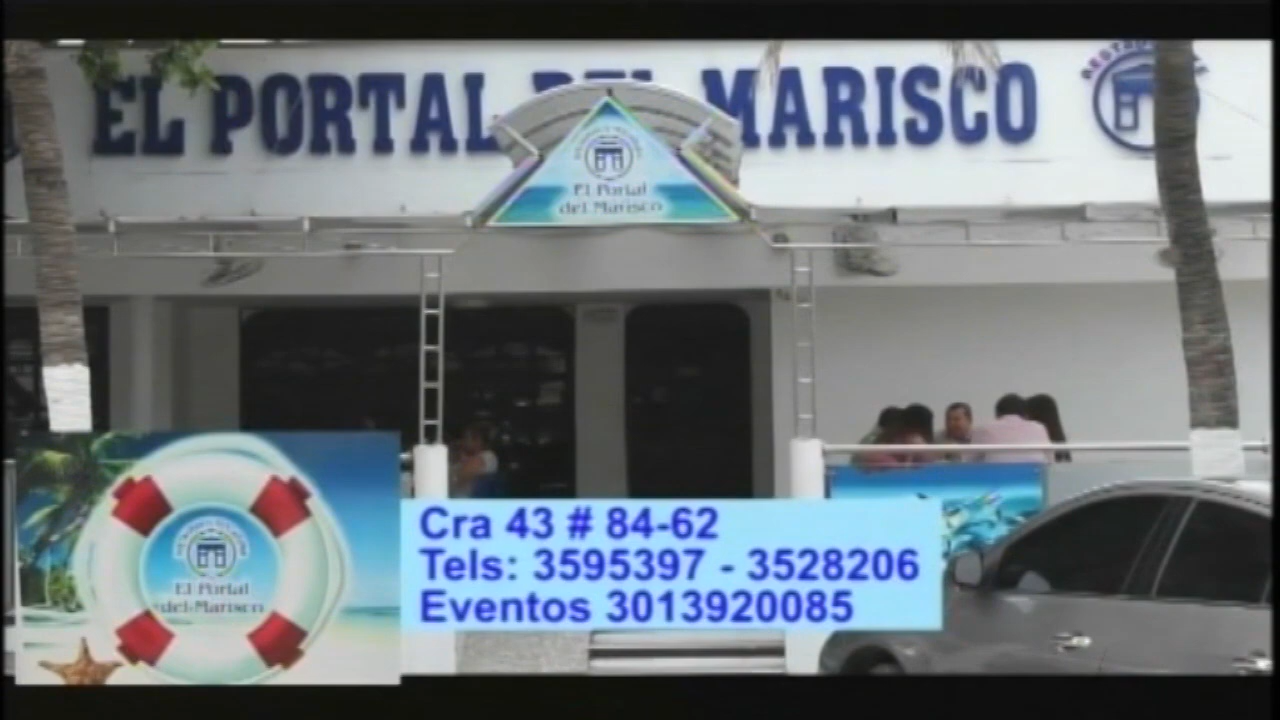 EL PORTAL DEL MARISCO
El Portal
del Marisco
Cra 43 # 84-62
Tels: 3595397 - 3528206
Eventos 3013920085
El Portal
del Marisco